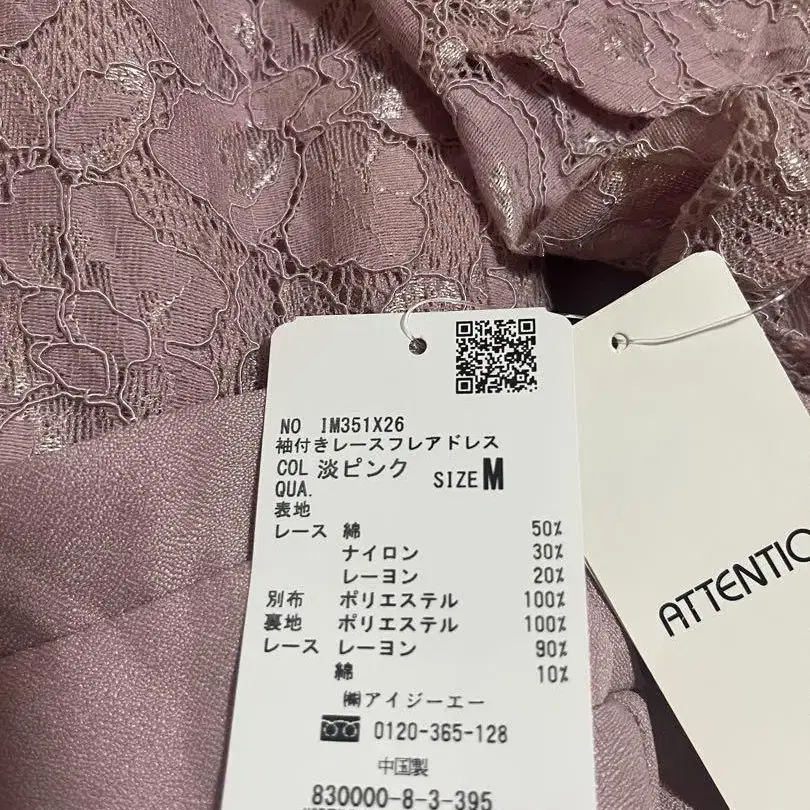 NO IM351X26
袖付きレースフレアドレス
COL 淡ピンク SIZE M
QUA.
表地
レース 綿 50%
ナイロン 30%
レーヨン 20%
別布 ポリエステル 100%
裏地 ポリエステル 100%
レース レーヨン 90%
綿 10%
㈱アイジーエー
0120-365-128
中国製
830000-8-3-395